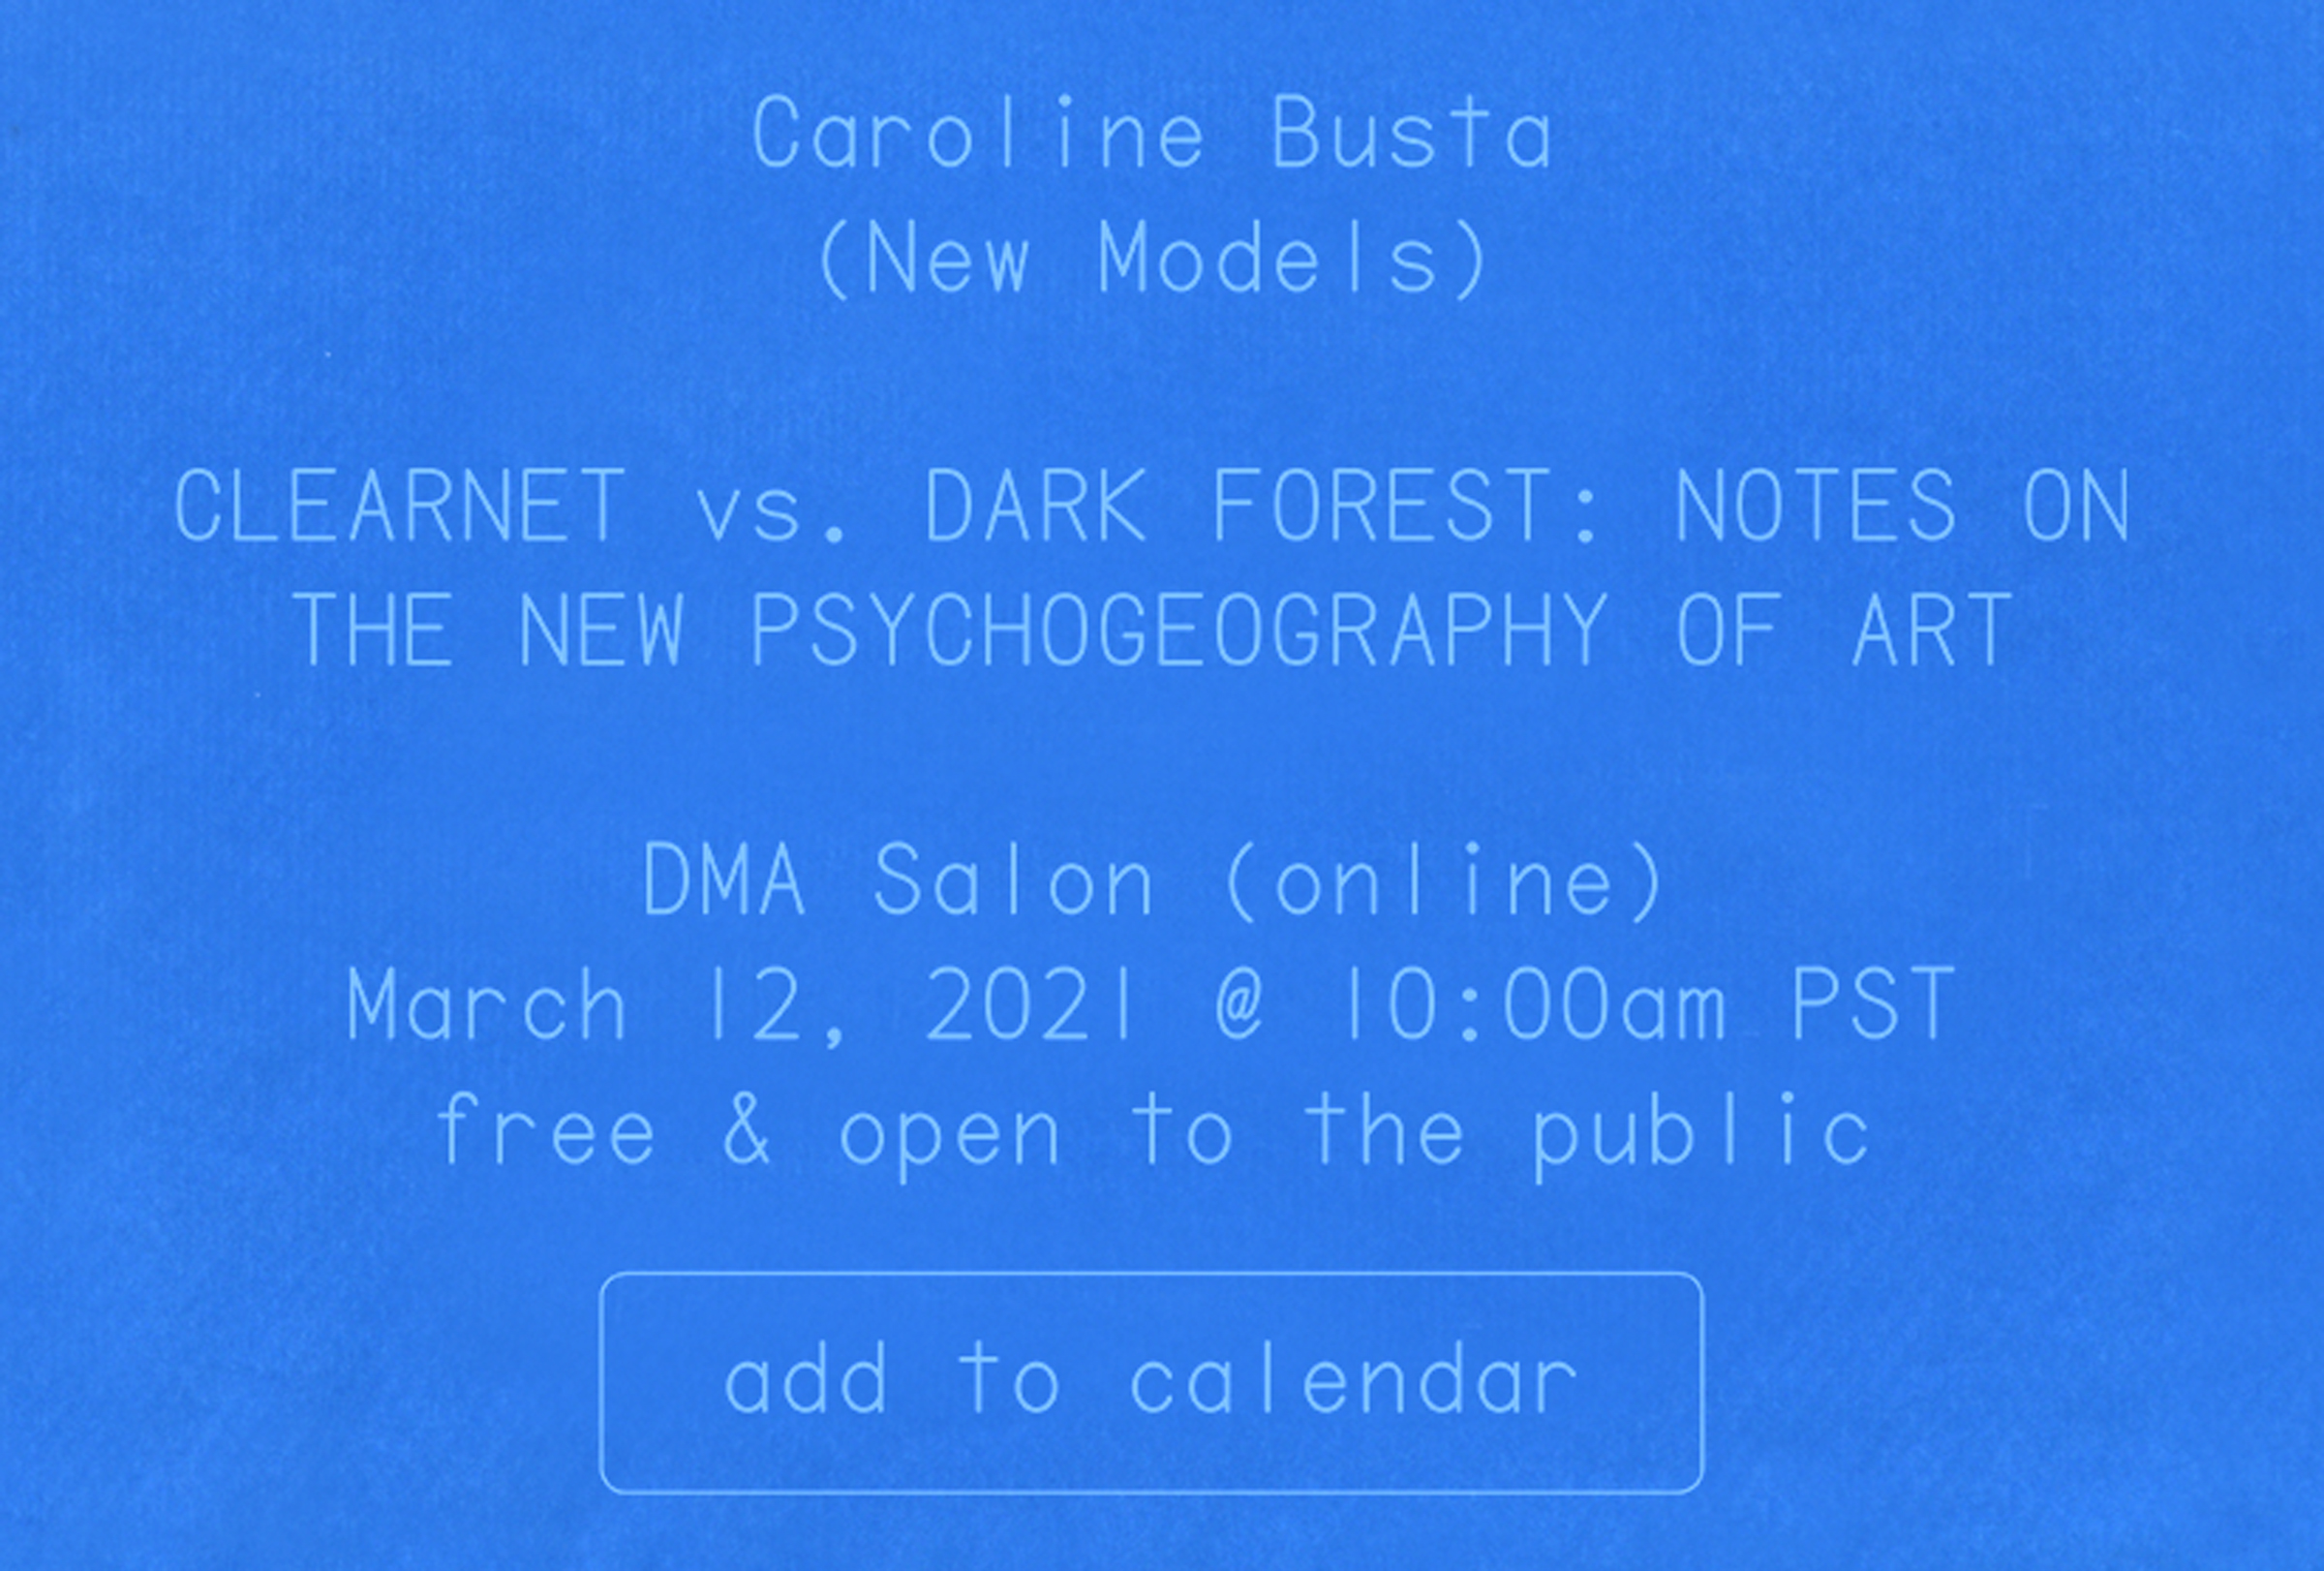 Caroline Busta
(New Models)
CLEARNET vs. DARK FOREST: NOTES ON
THE NEW PSYCHOGEOGRAPHY OF ART
DMA Salon (online)
March 12, 2021 @ 10:00am PST
free & open to the public
add to calendar